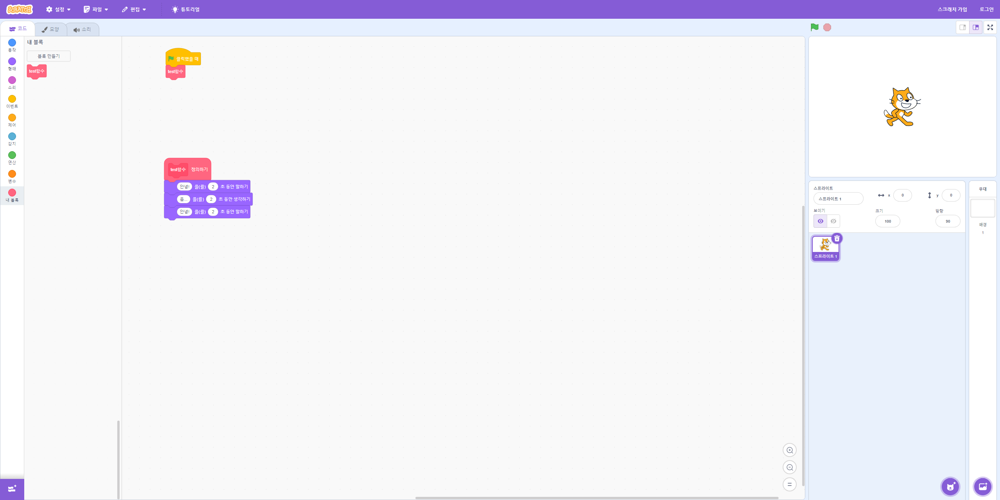 SCRATCH 설정 파일 편집 튜토리얼 스크래치 가입 로그인
코드 모양 소리
동작
형태
소리
이벤트
제어
감지
연산
변수
내 블록
내 블록
블록 만들기
test함수
클릭했을 때
test함수
test함수 정의하기
안녕! 을(를) 2 초 동안 말하기
음... 을(를) 2 초 동안 생각하기
안녕! 을(를) 2 초 동안 말하기
스프라이트
스프라이트 1
x 0 y 0
보이기 크기 방향
100 90
스프라이트 1
무대
배경
1